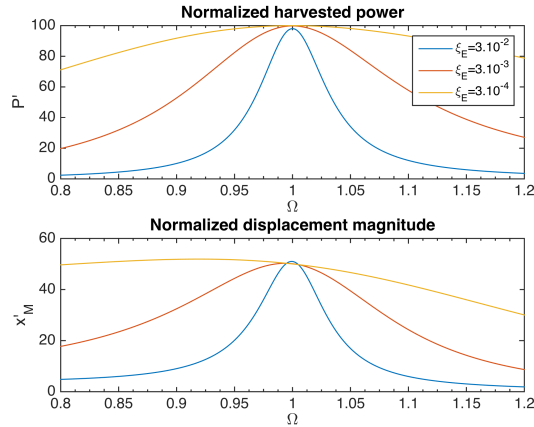 Normalized harvested power
100
80
60
40
20
0
P'
ξE=3.10-2
ξE=3.10-3
ξE=3.10-4
0.8 0.85 0.9 0.95 1 1.05 1.1 1.15 1.2
Ω
Normalized displacement magnitude
60
40
20
0
x'M
0.8 0.85 0.9 0.95 1 1.05 1.1 1.15 1.2
Ω